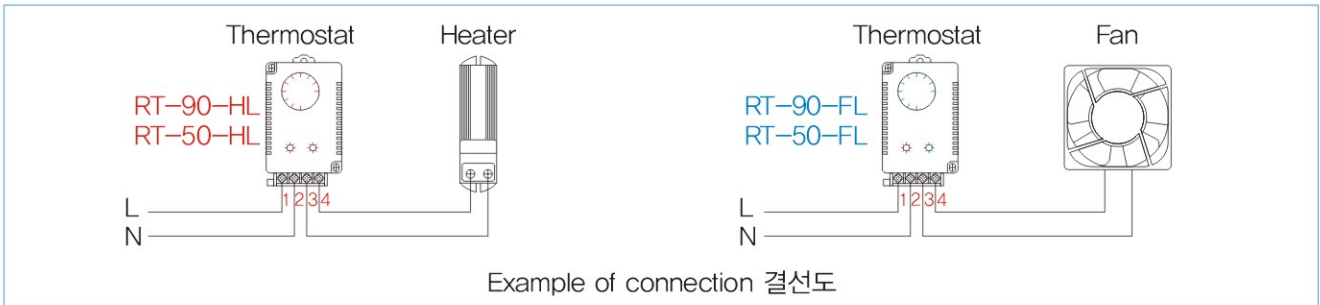 Thermostat Heater
RT-90-HL
RT-50-HL
1 2 3 4
L
N
Thermostat Fan
RT-90-FL
RT-50-FL
1 2 3 4
L
N
Example of connection 결선도